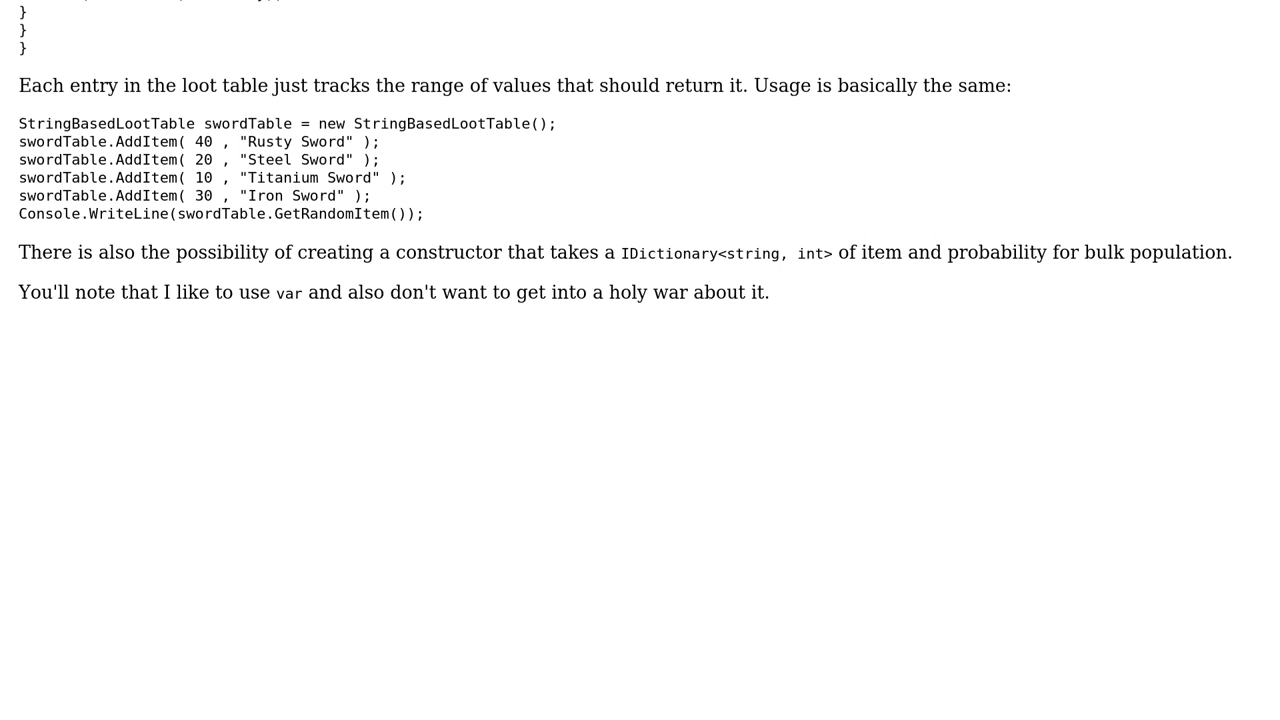 }
}
}
Each entry in the loot table just tracks the range of values that should return it. Usage is basically the same:
StringBasedLootTable swordTable = new StringBasedLootTable();
swordTable.AddItem( 40 , "Rusty Sword" );
swordTable.AddItem( 20 , "Steel Sword" );
swordTable.AddItem( 10 , "Titanium Sword" );
swordTable.AddItem( 30 , "Iron Sword" );
Console.WriteLine(swordTable.GetRandomItem());
There is also the possibility of creating a constructor that takes a IDictionary<string, int> of item and probability for bulk population.
You'll note that I like to use var and also don't want to get into a holy war about it.